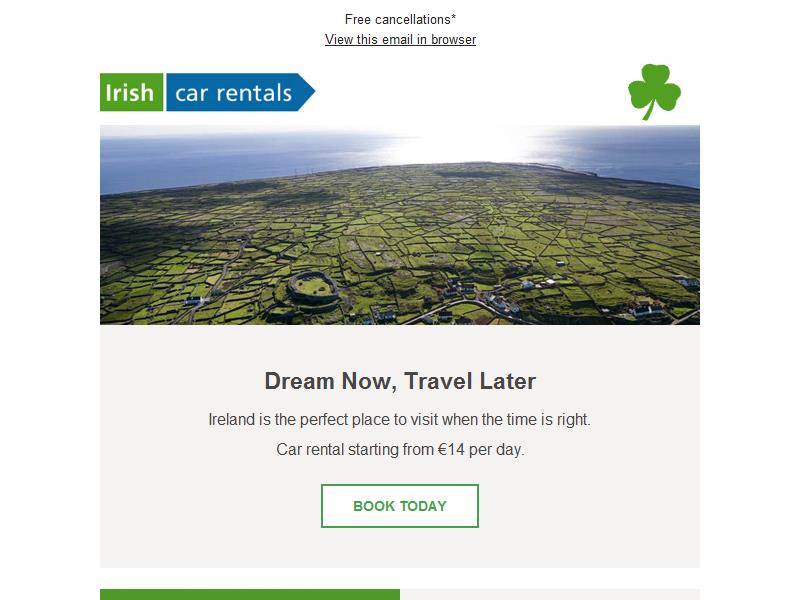 Free cancellations*
View this email in browser
Irish car rentals
Dream Now, Travel Later
Ireland is the perfect place to visit when the time is right.
Car rental starting from €14 per day.
BOOK TODAY